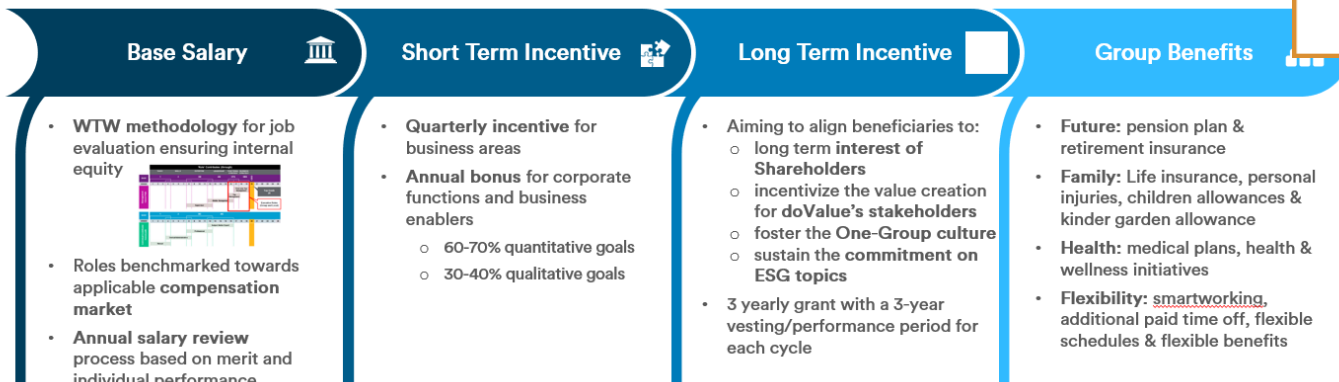 Base Salary
Short Term Incentive
Long Term Incentive
Group Benefits
• WTW methodology for job
evaluation ensuring internal
equity
• Roles benchmarked towards
applicable compensation
market
• Annual salary review
process based on merit and
individual performance
• Quarterly incentive for
business areas
• Annual bonus for corporate
functions and business
enablers
o 60-70% quantitative goals
o 30-40% qualitative goals
• Aiming to align beneficiaries to:
o long term interest of
Shareholders
o incentivize the value creation
for doValue's stakeholders
o foster the One-Group culture
o sustain the commitment on
ESG topics
• 3 yearly grant with a 3-year
vesting/performance period for
each cycle
• Future: pension plan &
retirement insurance
• Family: Life insurance, personal
injuries, children allowances &
kinder garden allowance
• Health: medical plans, health &
wellness initiatives
• Flexibility: smartworking,
additional paid time off, flexible
schedules & flexible benefits